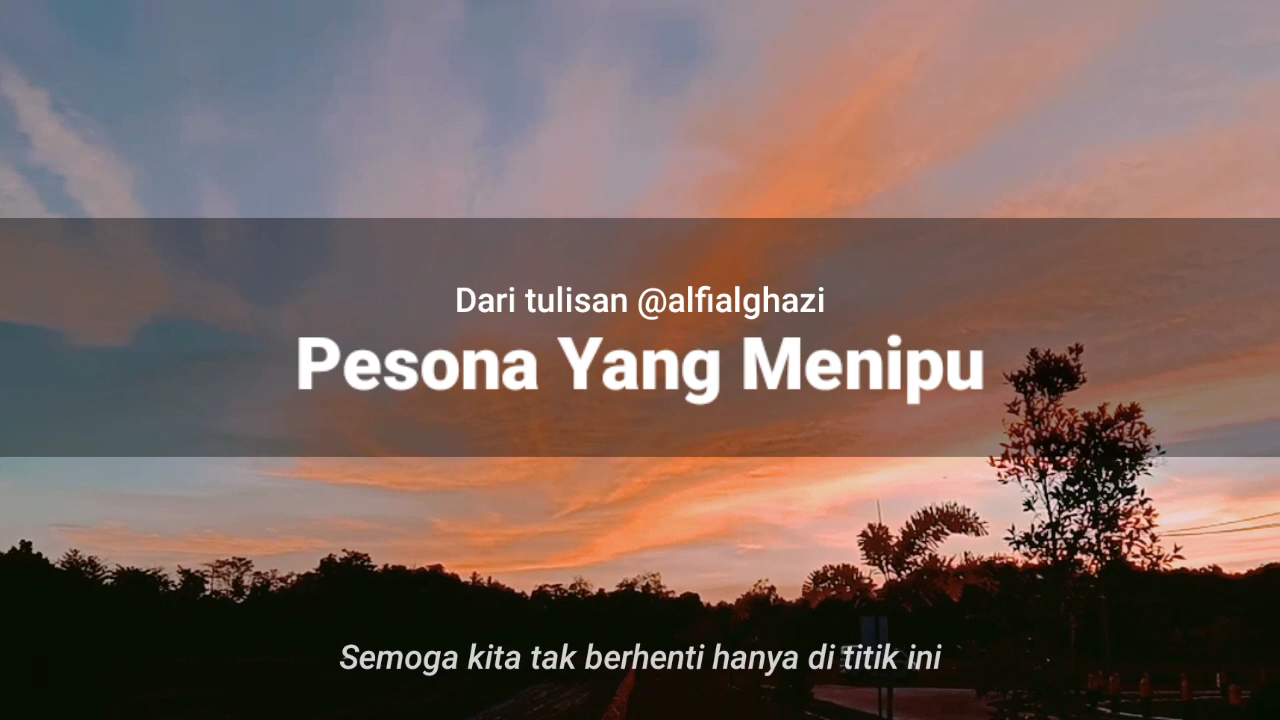 Dari tulisan @alfialghazi
Pesona Yang Menipu
Semoga kita tak berhenti hanya di titik ini